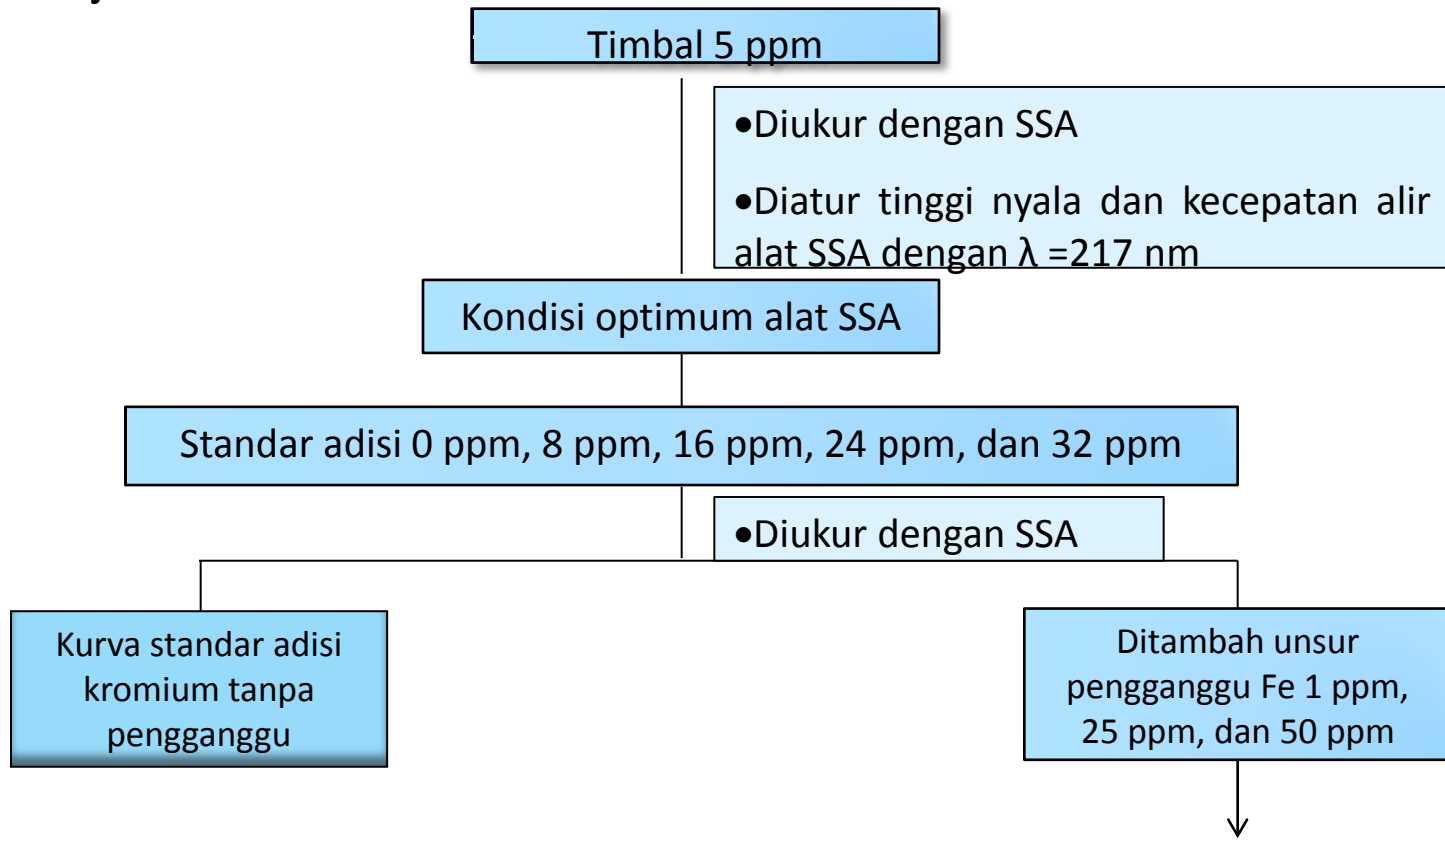 Timbal 5 ppm
•Diukur dengan SSA
•Diatur tinggi nyala dan kecepatan alir
alat SSA dengan λ =217 nm
Kondisi optimum alat SSA
Standar adisi 0 ppm, 8 ppm, 16 ppm, 24 ppm, dan 32 ppm
•Diukur dengan SSA
Kurva standar adisi
kromium tanpa
pengganggu
Ditambah unsur
pengganggu Fe 1 ppm,
25 ppm, dan 50 ppm